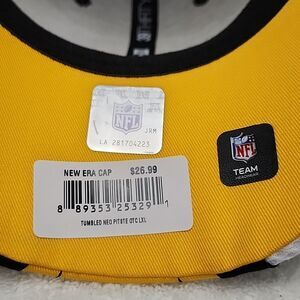 NFL
JRM
LA 281704223
NFL
TEAM
HEADWEAR
NEW ERA CAP $26.99
8 89353 25329 1
TUMBLED NEO PITSTE OTC LXL